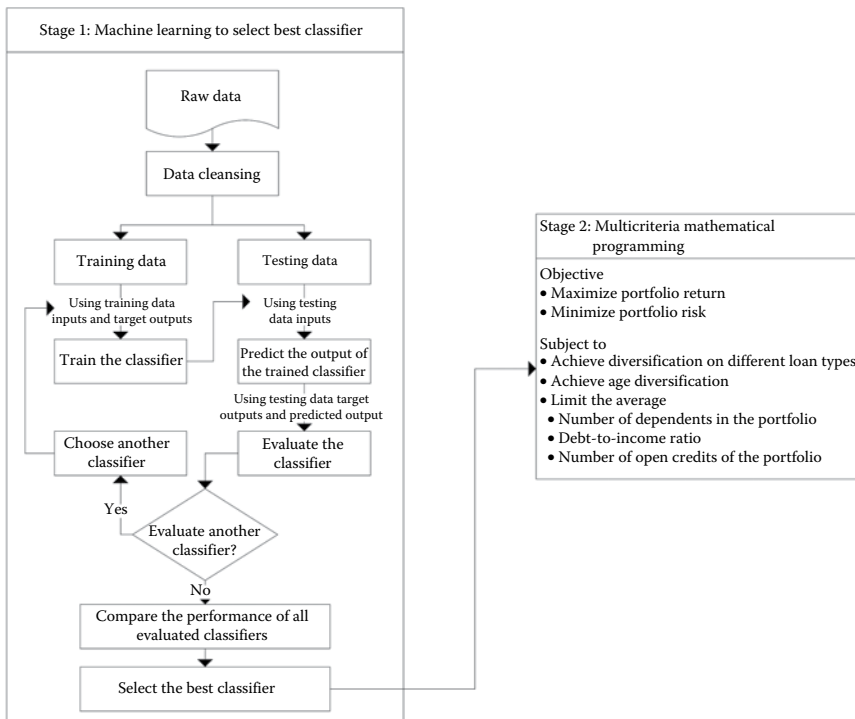 Stage 1: Machine learning to select best classifier
Raw data
Data cleansing
Training data
Testing data
Using training data
inputs and target outputs
Using testing
data inputs
Train the classifier
Predict the output of
the trained classifier
Using testing data target
outputs and predicted output
Choose another
classifier
Evaluate the
classifier
Yes
Evaluate another
classifier?
No
Compare the performance of all
evaluated classifiers
Select the best classifier
Stage 2: Multicriteria mathematical
programming
Objective
• Maximize portfolio return
• Minimize portfolio risk
Subject to
• Achieve diversification on different loan types
• Achieve age diversification
• Limit the average
• Number of dependents in the portfolio
• Debt-to-income ratio
• Number of open credits of the portfolio